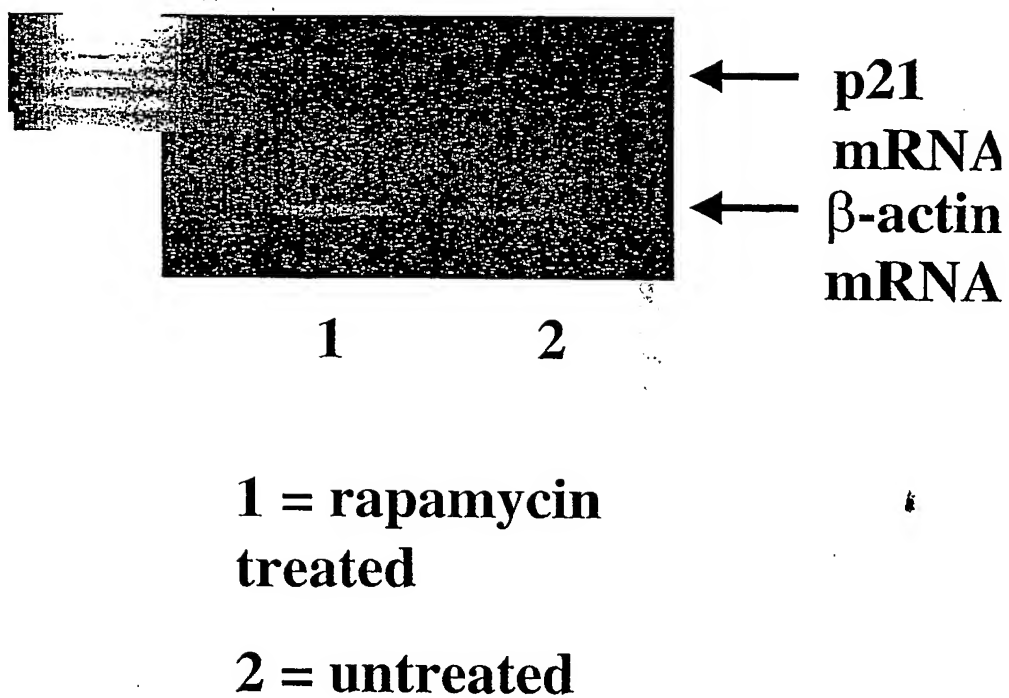 p21
mRNA
β-actin
mRNA
1 2
1 = rapamycin
treated
2 = untreated